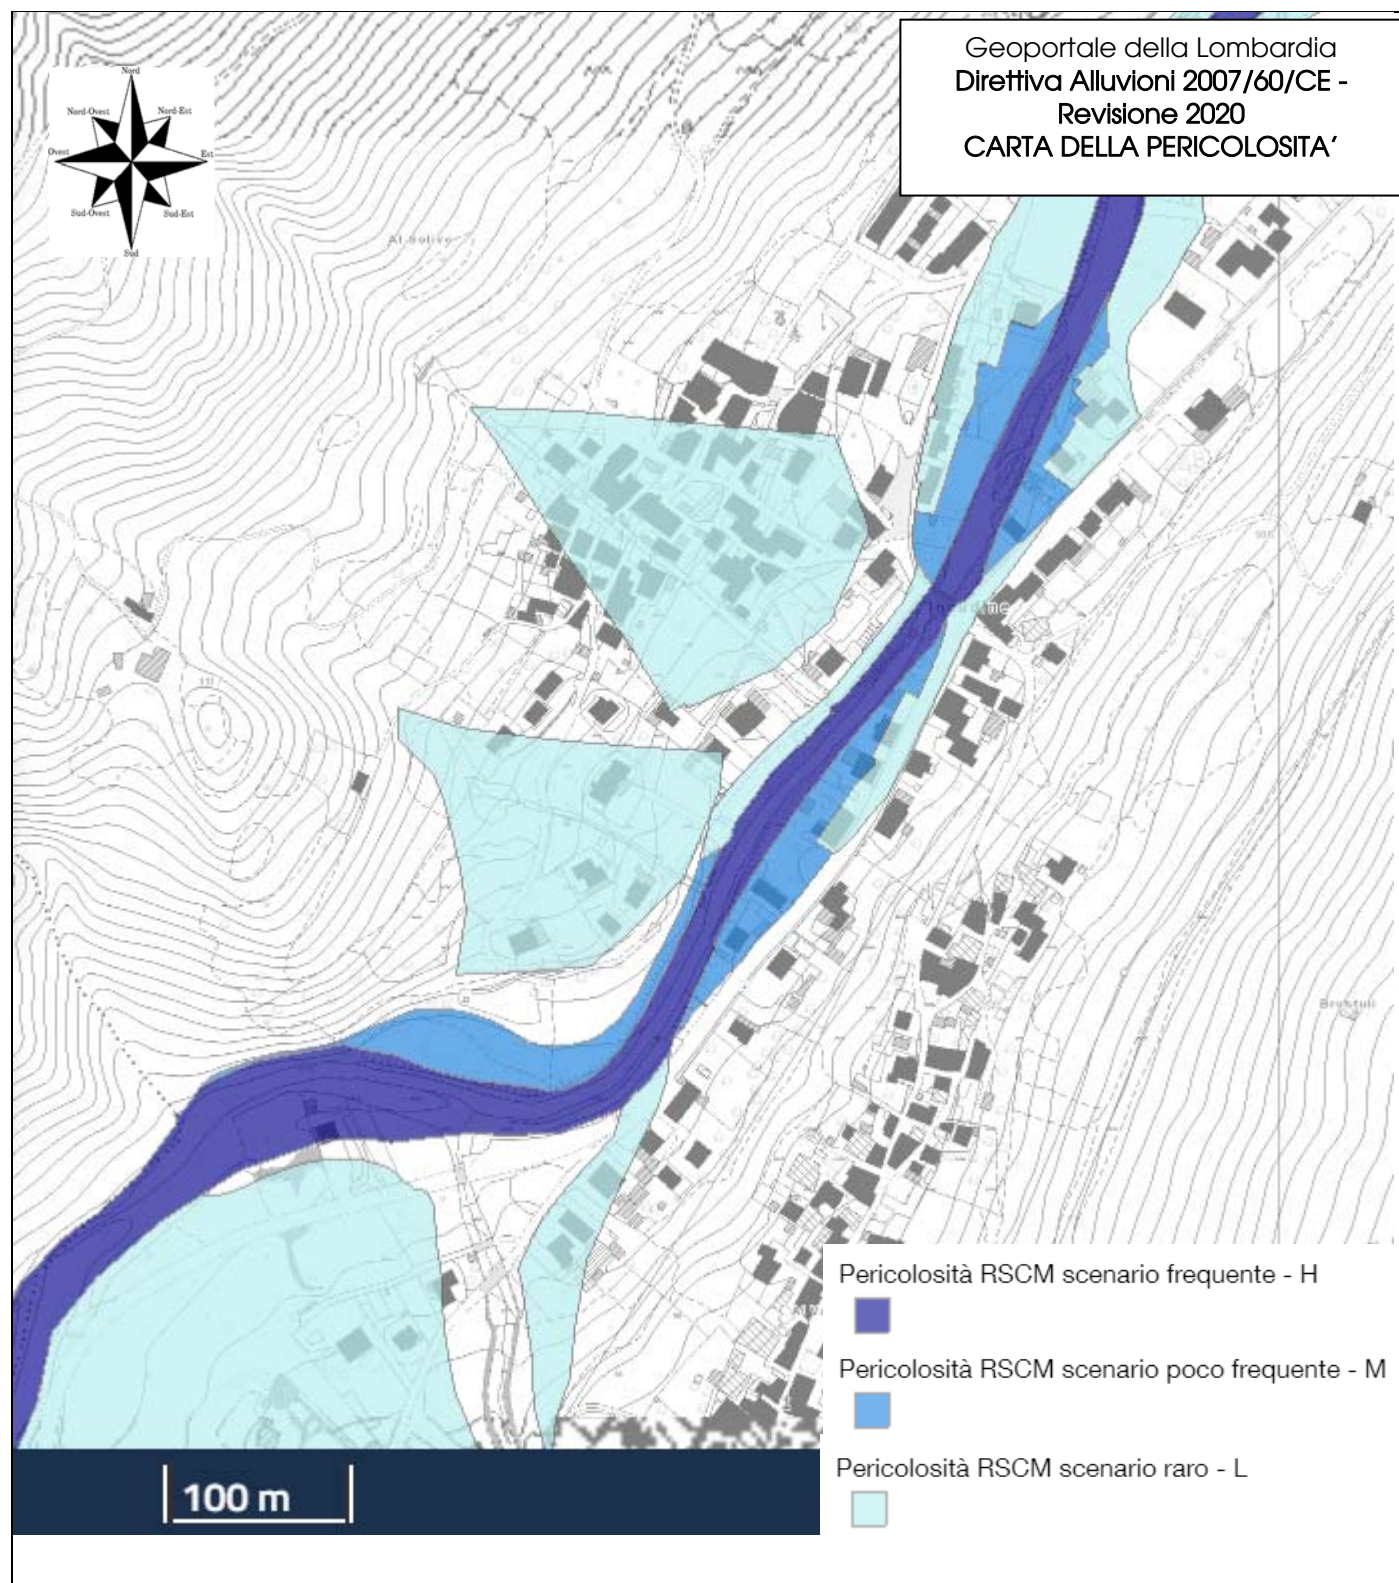 Geoportale della Lombardia
Direttiva Alluvioni 2007/60/CE -
Revisione 2020
CARTA DELLA PERICOLOSITA’
Nord
Nord-Ovest
Nord-Est
Ovest
Est
Sud-Ovest
Sud-Est
Sud
Pericolosità RSCM scenario frequente - H
Pericolosità RSCM scenario poco frequente - M
Pericolosità RSCM scenario raro - L
100 m